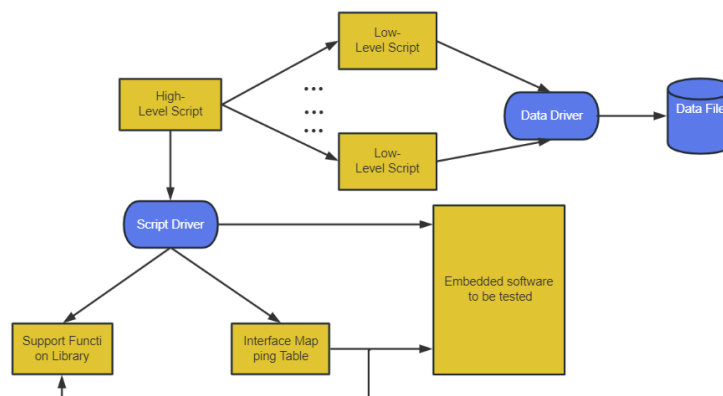 Low-
Level Script
High-
Level Script
...
...
...
Data Driver
Data File
Low-
Level Script
Script Driver
Embedded software
to be tested
Support Functi
on Library
Interface Map
ping Table